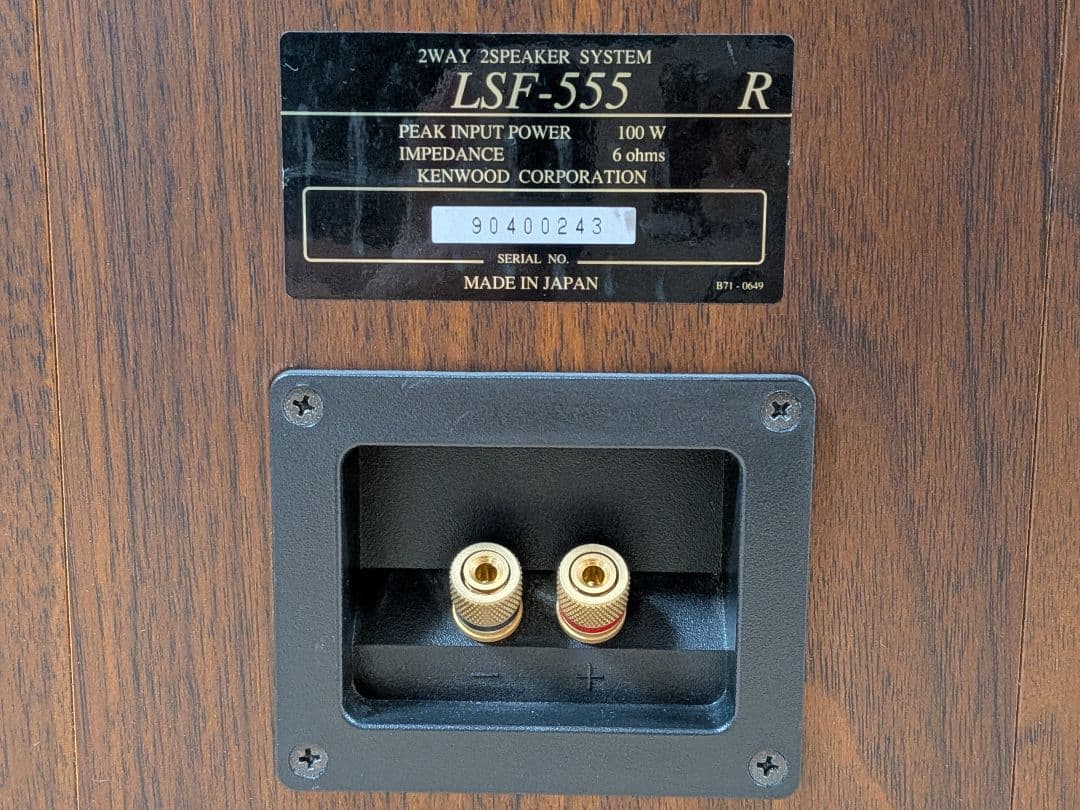 2WAY 2SPEAKER SYSTEM
LSF-555 R
PEAK INPUT POWER 100 W
IMPEDANCE 6 ohms
KENWOOD CORPORATION
90400243
SERIAL NO.
MADE IN JAPAN B71-0649
− +